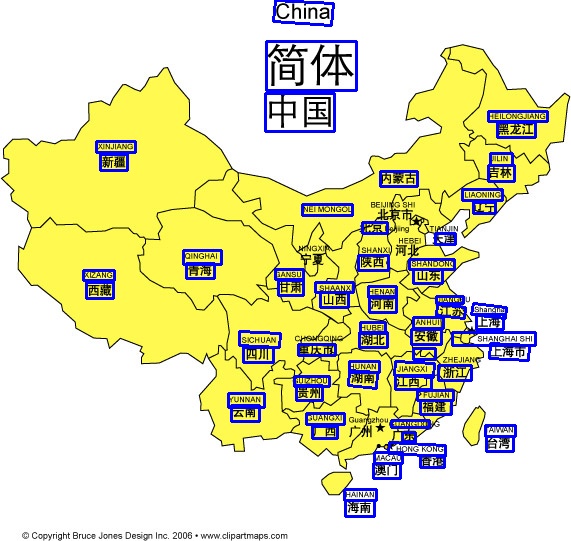 China
简体
中国
HEILONGJIANG
黑龙江
XINJIANG
新疆
JILIN
吉林
内蒙古
LIAONING
辽宁
NEI MONGOL
BEIJING SHI
北京市
北京
Beijing
TIANJIN
天津
HEBEI
河北
NINGXIA
宁夏
SHANXI
陕西
QINGHAI
青海
SHANDONG
山东
XIZANG
西藏
GANSU
甘肃
SHAANX
山西
HENAN
河南
JIANGSU
江苏
Shanghai
上海
ANHUI
安徽
HUBEI
湖北
SHANGHAI SHI
上海市
SICHUAN
四川
CHONGQING
重庆市
ZHEJIANG
浙江
HUNAN
湖南
JIANGXI
江西
GUIZHOU
贵州
YUNNAN
云南
FUJIAN
福建
GUANGXI
广西
Guangzhou
广州
GUANGDONG
广东
TAIWAN
台湾
HONG KONG
香港
MACAU
澳门
HAINAN
海南
© Copyright Bruce Jones Design Inc. 2006 • www.clipartmaps.com